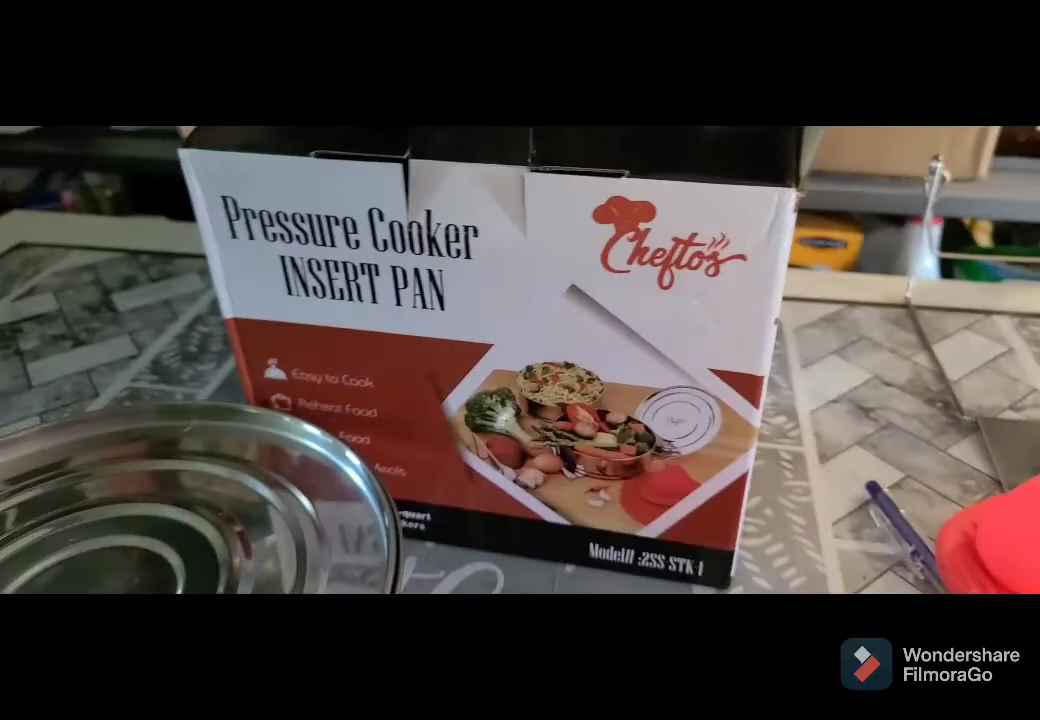 Pressure Cooker
INSERT PAN
Chefto's
Easy to Cook
Reheat Food
Food
Meals
quart
kers
Model# :2SS STK-1
Wondershare
FilmoraGo